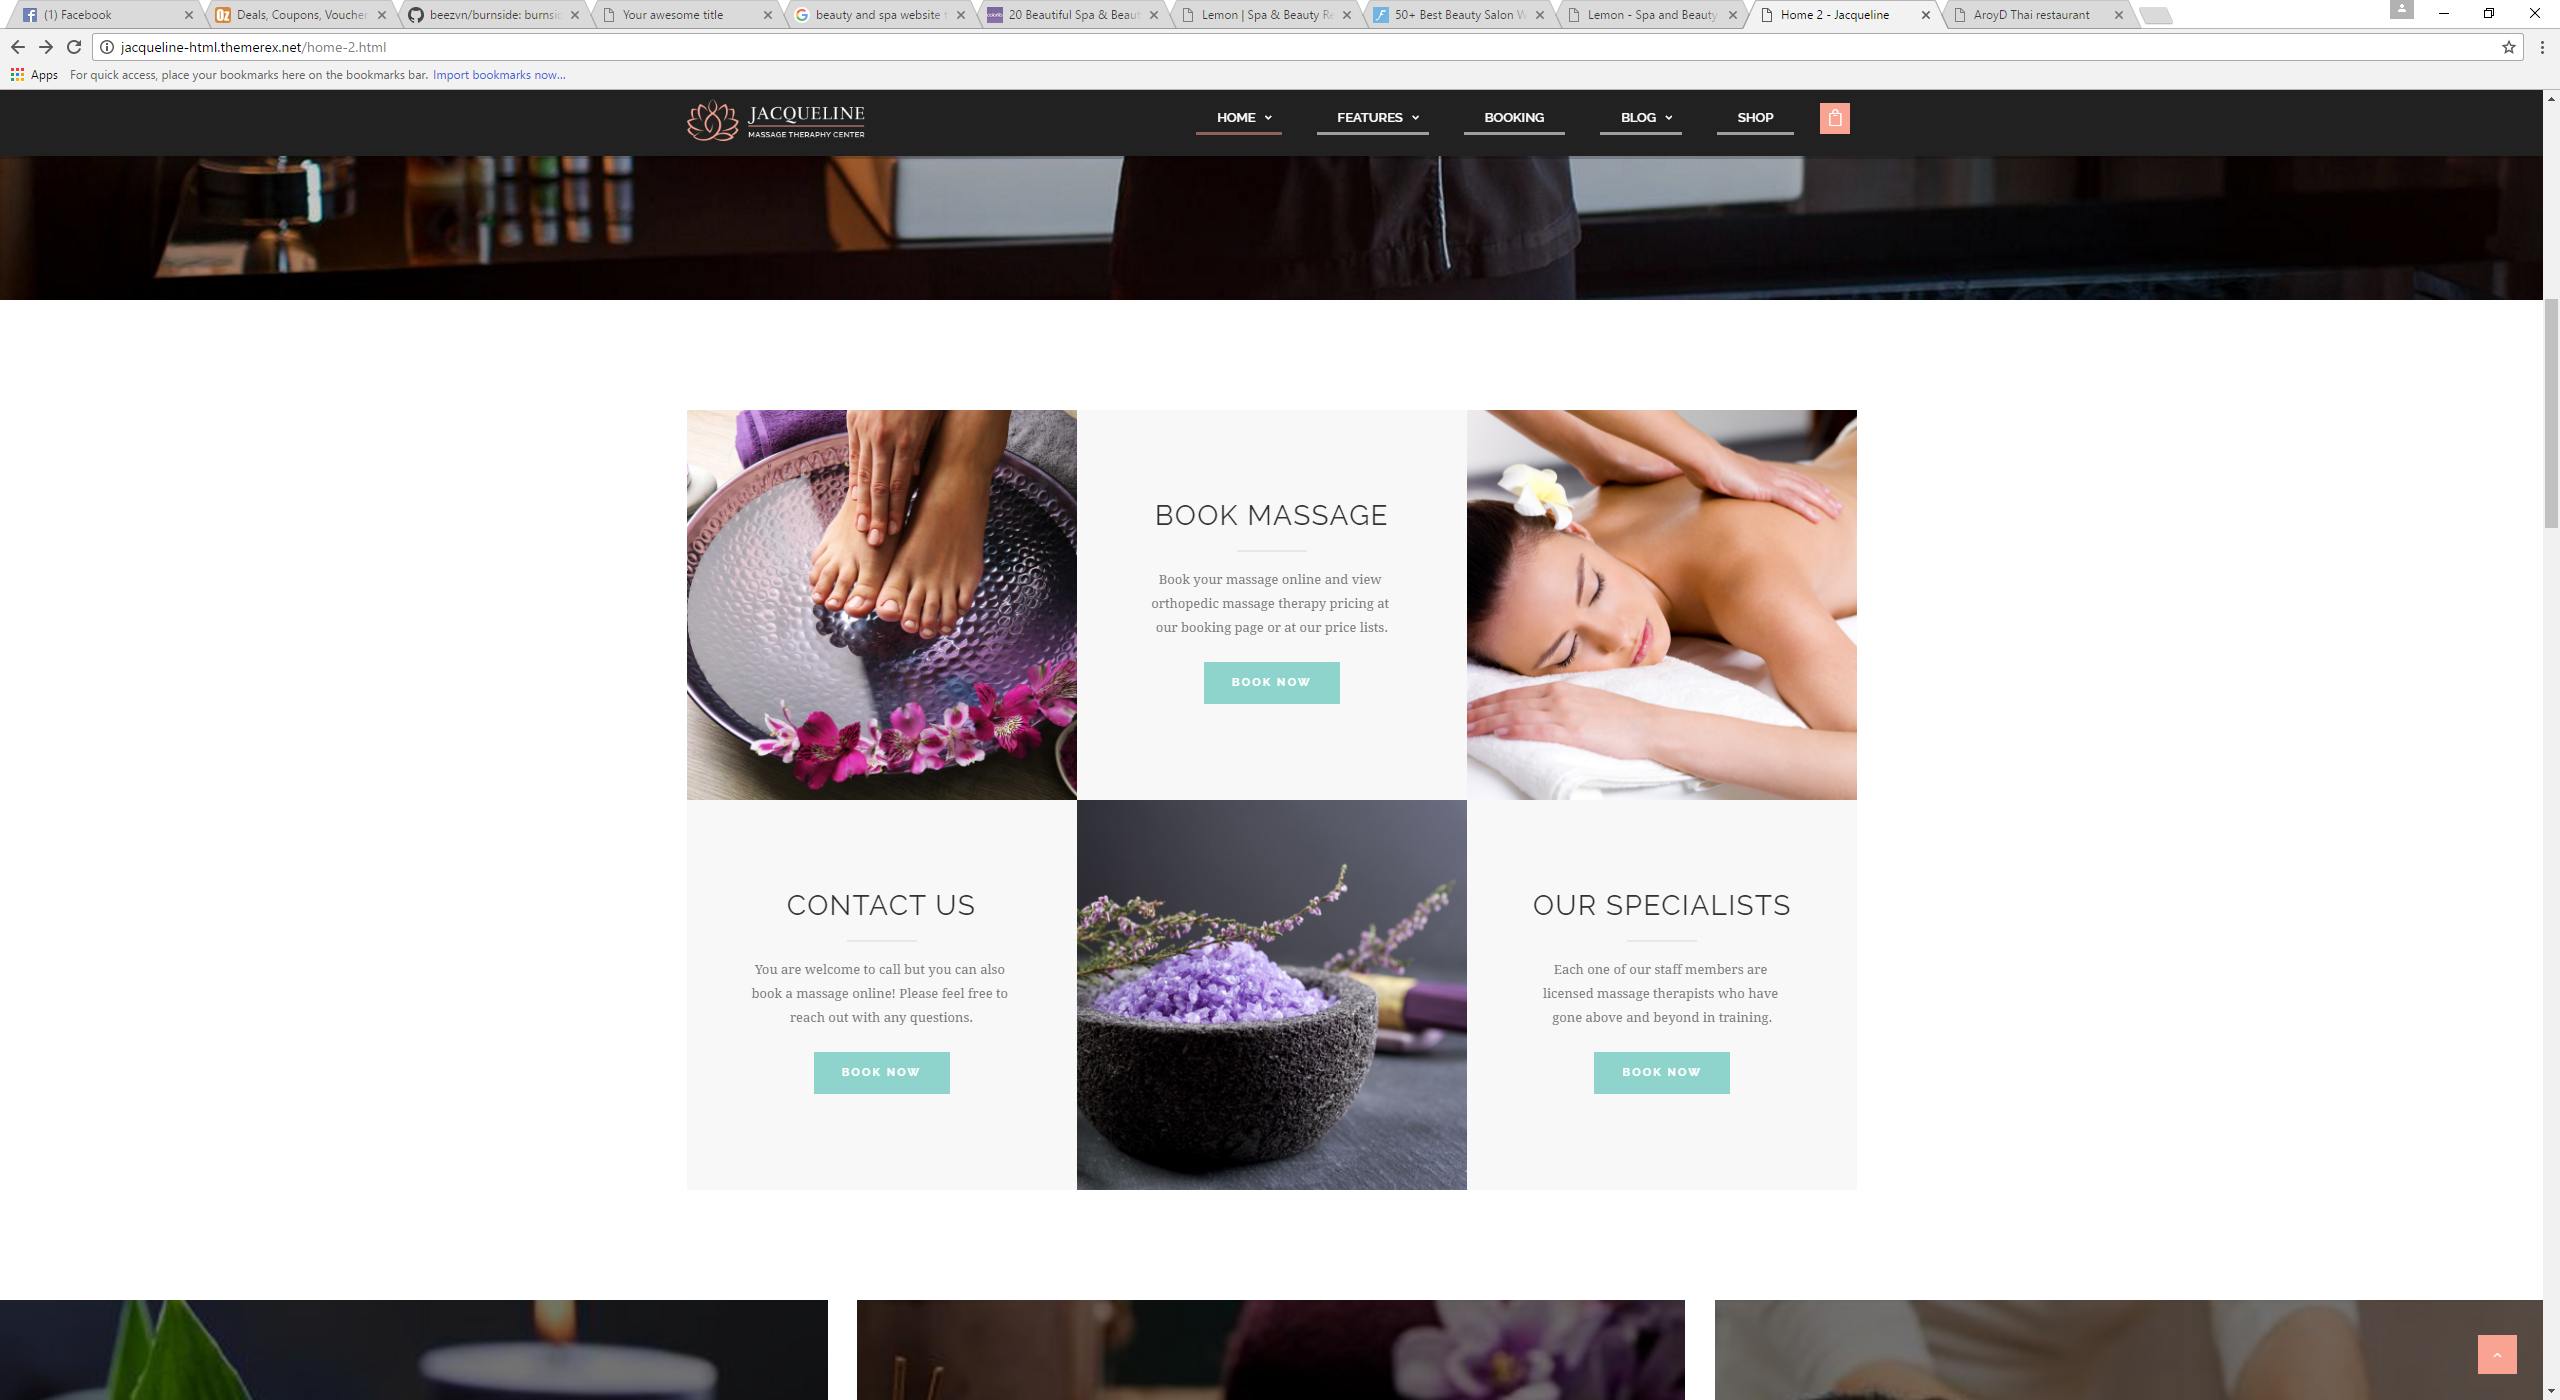 (1) Facebook
Deals, Coupons, Voucher
beezvn/burnside: burnsi
Your awesome title
beauty and spa website
20 Beautiful Spa & Beaut
Lemon | Spa & Beauty Re
50+ Best Beauty Salon W
Lemon - Spa and Beauty
Home 2 - Jacqueline
AroyD Thai restaurant
jacqueline-html.themerex.net/home-2.html
Apps
For quick access, place your bookmarks here on the bookmarks bar. Import bookmarks now...
JACQUELINE
MASSAGE THERAPHY CENTER
HOME
FEATURES
BOOKING
BLOG
SHOP
BOOK MASSAGE
Book your massage online and view
orthopedic massage therapy pricing at
our booking page or at our price lists.
BOOK NOW
CONTACT US
You are welcome to call but you can also
book a massage online! Please feel free to
reach out with any questions.
BOOK NOW
OUR SPECIALISTS
Each one of our staff members are
licensed massage therapists who have
gone above and beyond in training.
BOOK NOW